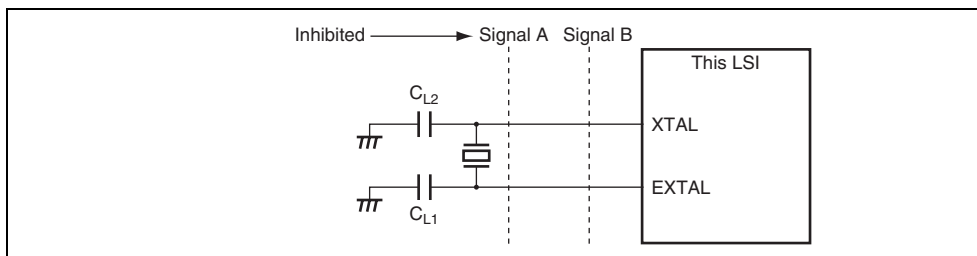 Inhibited Signal A Signal B
This LSI
CL2
XTAL
EXTAL
CL1